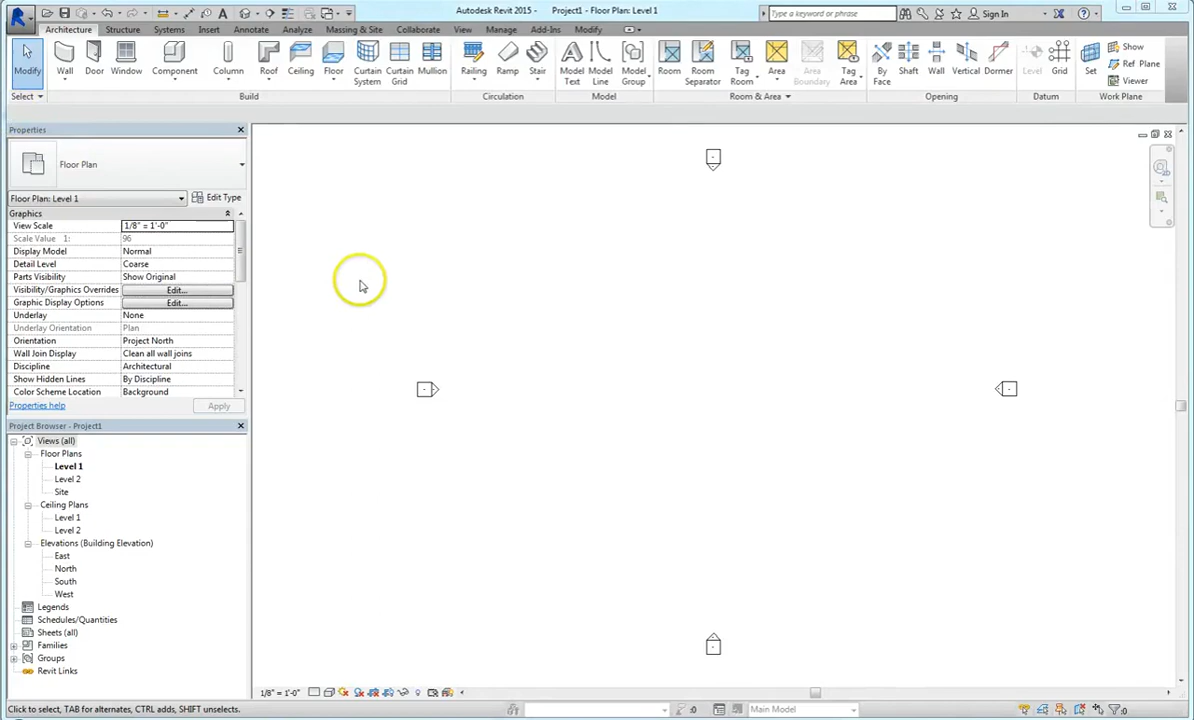 Autodesk Revit 2015 - Project1 - Floor Plan: Level 1
Type a keyword or phrase
Sign In
Architecture Structure Systems Insert Annotate Analyze Massing & Site Collaborate View Manage Add-Ins Modify
Modify Wall Door Window Component Column Roof Ceiling Floor Curtain System Curtain Grid Mullion Railing Ramp Stair Model Text Model Line Model Group Room Room Separator Tag Room Area Area Boundary Tag Area By Face Shaft Wall Vertical Dormer Level Grid Set Show Ref Plane Viewer
Select Build Circulation Model Room & Area Opening Datum Work Plane
Properties
Floor Plan
Floor Plan: Level 1 Edit Type
Graphics
View Scale 1/8" = 1'-0"
Scale Value 1: 96
Display Model Normal
Detail Level Coarse
Parts Visibility Show Original
Visibility/Graphics Overrides Edit...
Graphic Display Options Edit...
Underlay None
Underlay Orientation Plan
Orientation Project North
Wall Join Display Clean all wall joins
Discipline Architectural
Show Hidden Lines By Discipline
Color Scheme Location Background
Properties help Apply
Project Browser - Project1
Views (all)
Floor Plans
Level 1
Level 2
Site
Ceiling Plans
Level 1
Level 2
Elevations (Building Elevation)
East
North
South
West
Legends
Schedules/Quantities
Sheets (all)
Families
Groups
Revit Links
1/8" = 1'-0"
Click to select, TAB for alternates, CTRL adds, SHIFT unselects.
:0
Main Model
:0